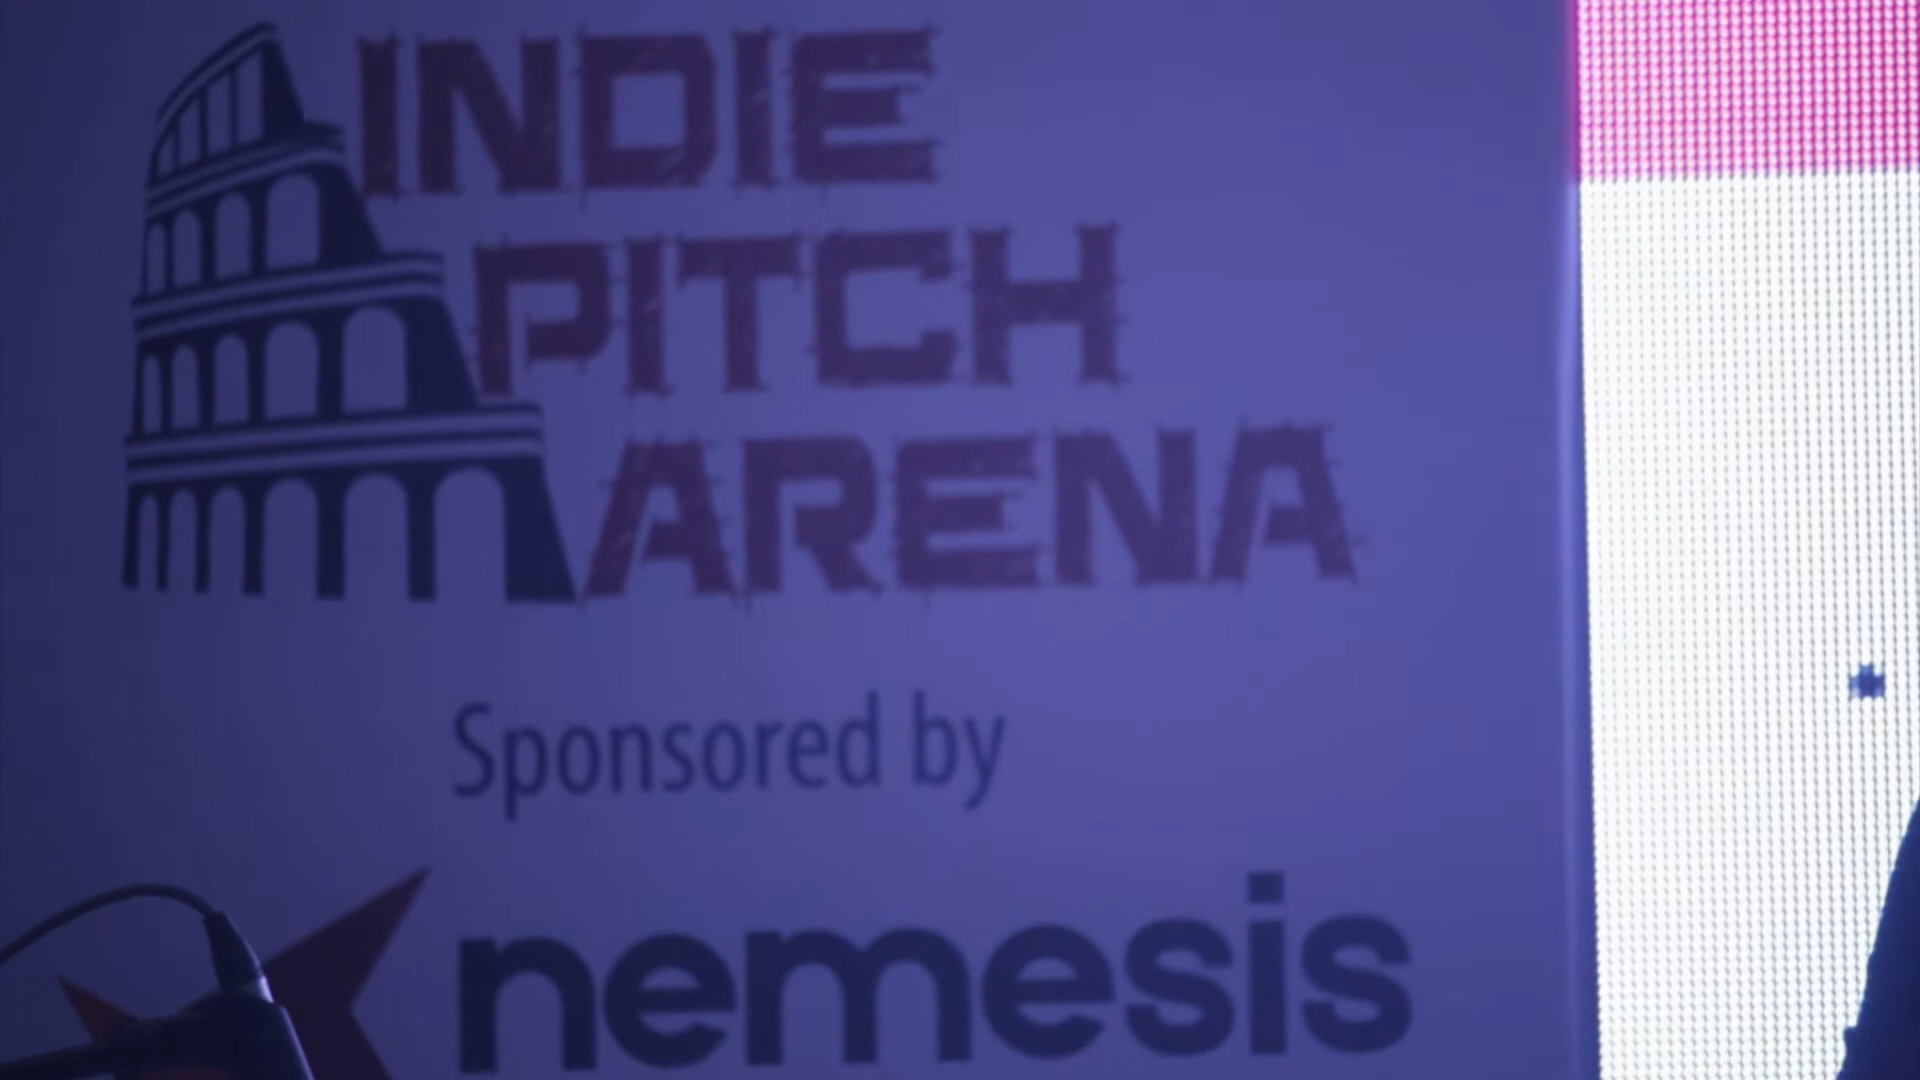 INDIE
PITCH
ARENA
Sponsored by
nemesis